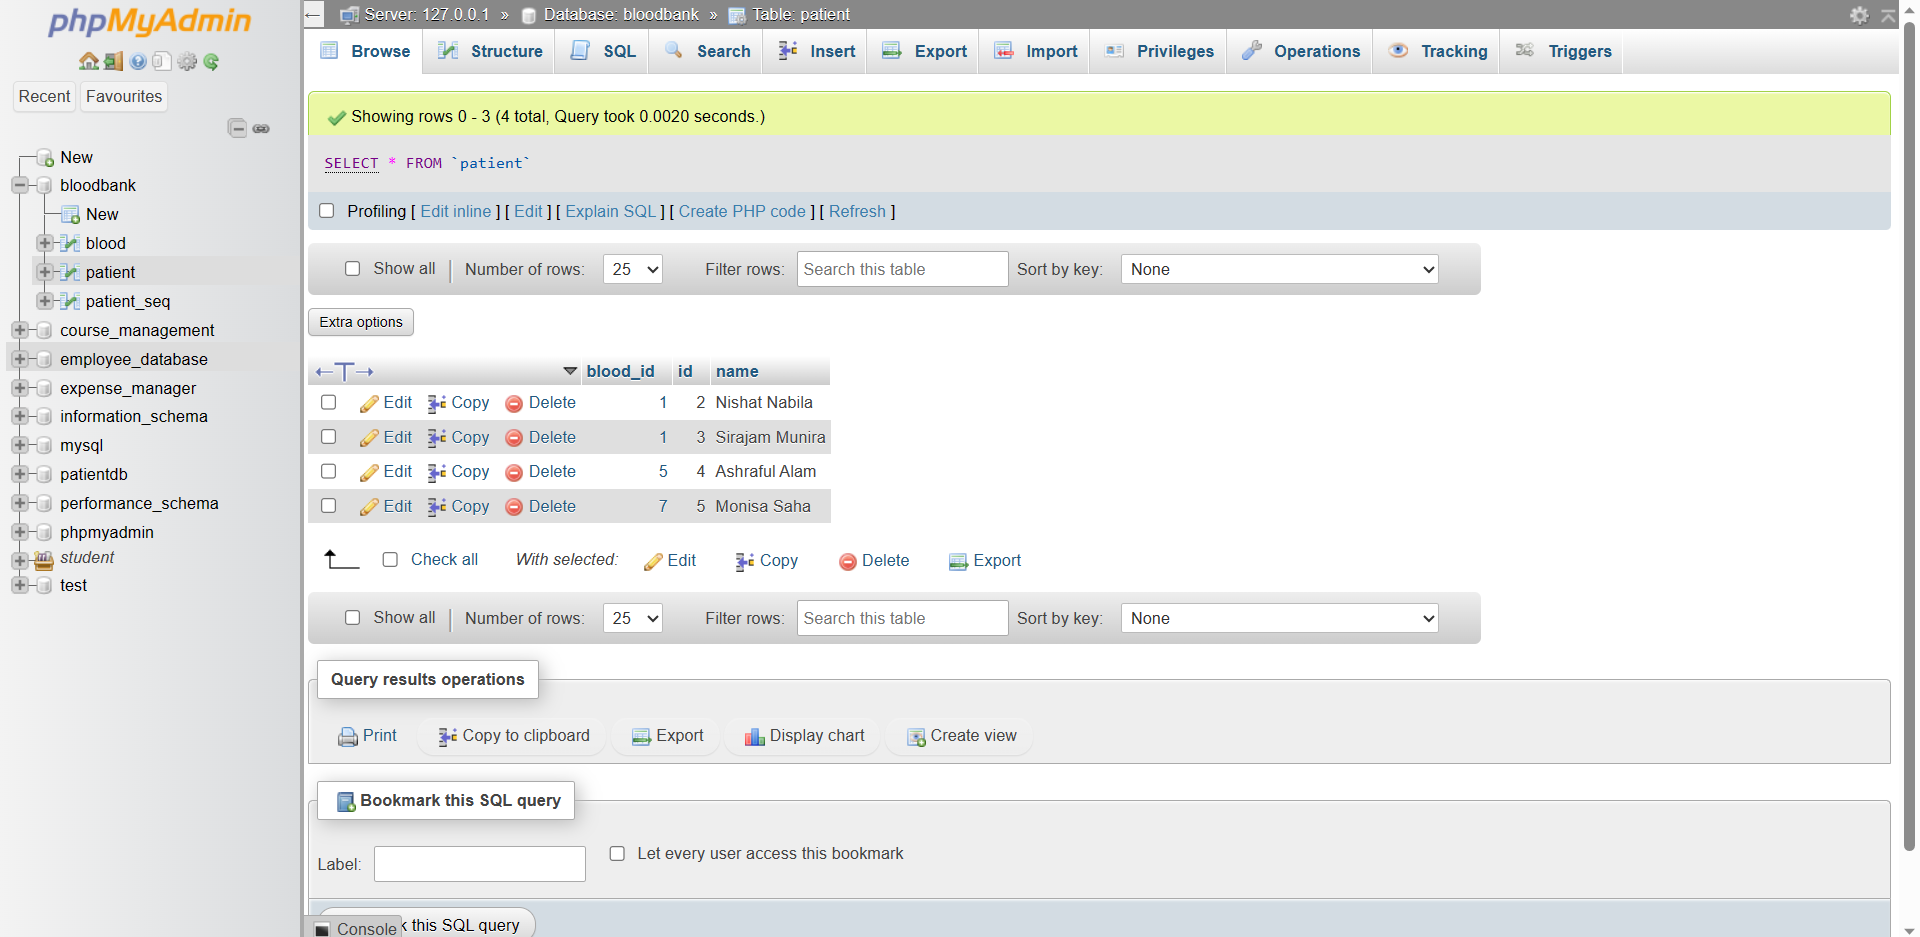 phpMyAdmin
Recent Favourites
New
bloodbank
New
blood
patient
patient_seq
course_management
employee_database
expense_manager
information_schema
mysql
patientdb
performance_schema
phpmyadmin
student
test
Server: 127.0.0.1 » Database: bloodbank » Table: patient
Browse Structure SQL Search Insert Export Import Privileges Operations Tracking Triggers
Showing rows 0 - 3 (4 total, Query took 0.0020 seconds.)
SELECT * FROM `patient`
Profiling [ Edit inline ] [ Edit ] [ Explain SQL ] [ Create PHP code ] [ Refresh ]
Show all Number of rows: 25 Filter rows: Search this table Sort by key: None
Extra options
blood_id id name
Edit Copy Delete 1 2 Nishat Nabila
Edit Copy Delete 1 3 Sirajam Munira
Edit Copy Delete 5 4 Ashraful Alam
Edit Copy Delete 7 5 Monisa Saha
Check all With selected: Edit Copy Delete Export
Show all Number of rows: 25 Filter rows: Search this table Sort by key: None
Query results operations
Print Copy to clipboard Export Display chart Create view
Bookmark this SQL query
Label: Let every user access this bookmark
Console k this SQL query